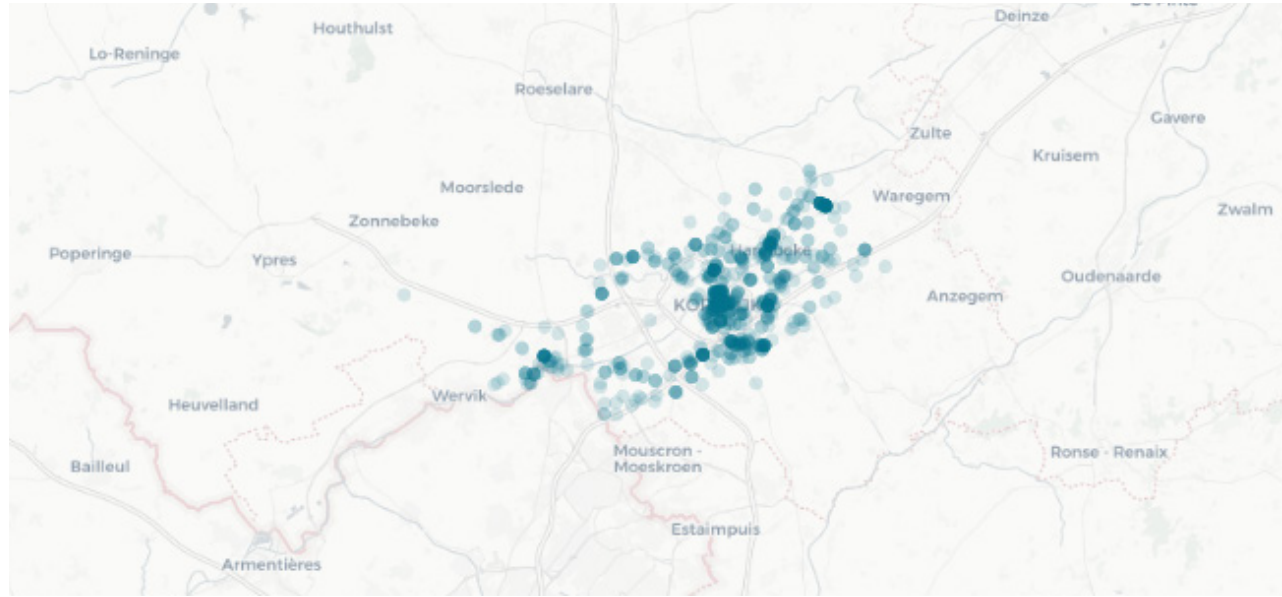 Deinze
Houthulst
Lo-Reninge
Roeselare
Gavere
Zulte
Kruisem
Moorslede
Waregem
Zwalm
Zonnebeke
Poperinge
Ypres
Oudenaarde
Anzegem
Wervik
Heuvelland
Mouscron -
Moeskroen
Ronse - Renaix
Bailleul
Estaimpuis
Armentières